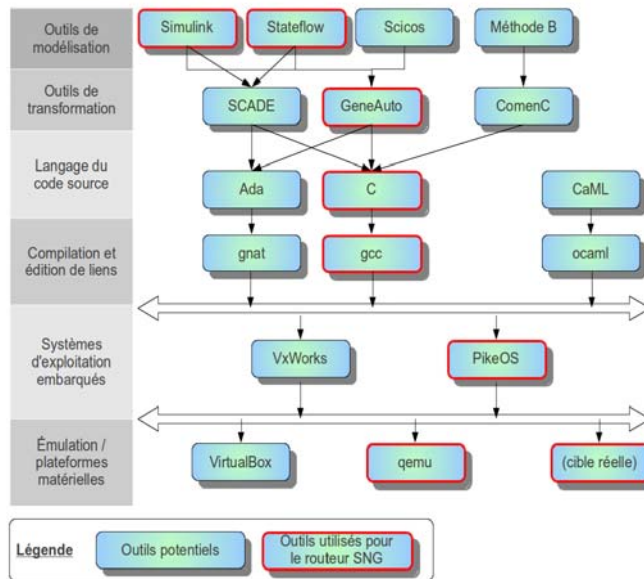 Outils de
modélisation
Simulink
Stateflow
Scicos
Méthode B
Outils de
transformation
SCADE
GeneAuto
ComenC
Langage du
code source
Ada
C
CaML
Compilation et
édition de liens
gnat
gcc
ocaml
Systèmes
d'exploitation
embarqués
VxWorks
PikeOS
Émulation /
plateformes
matérielles
VirtualBox
qemu
(cible réelle)
Légende
Outils potentiels
Outils utilisés pour
le routeur SNG